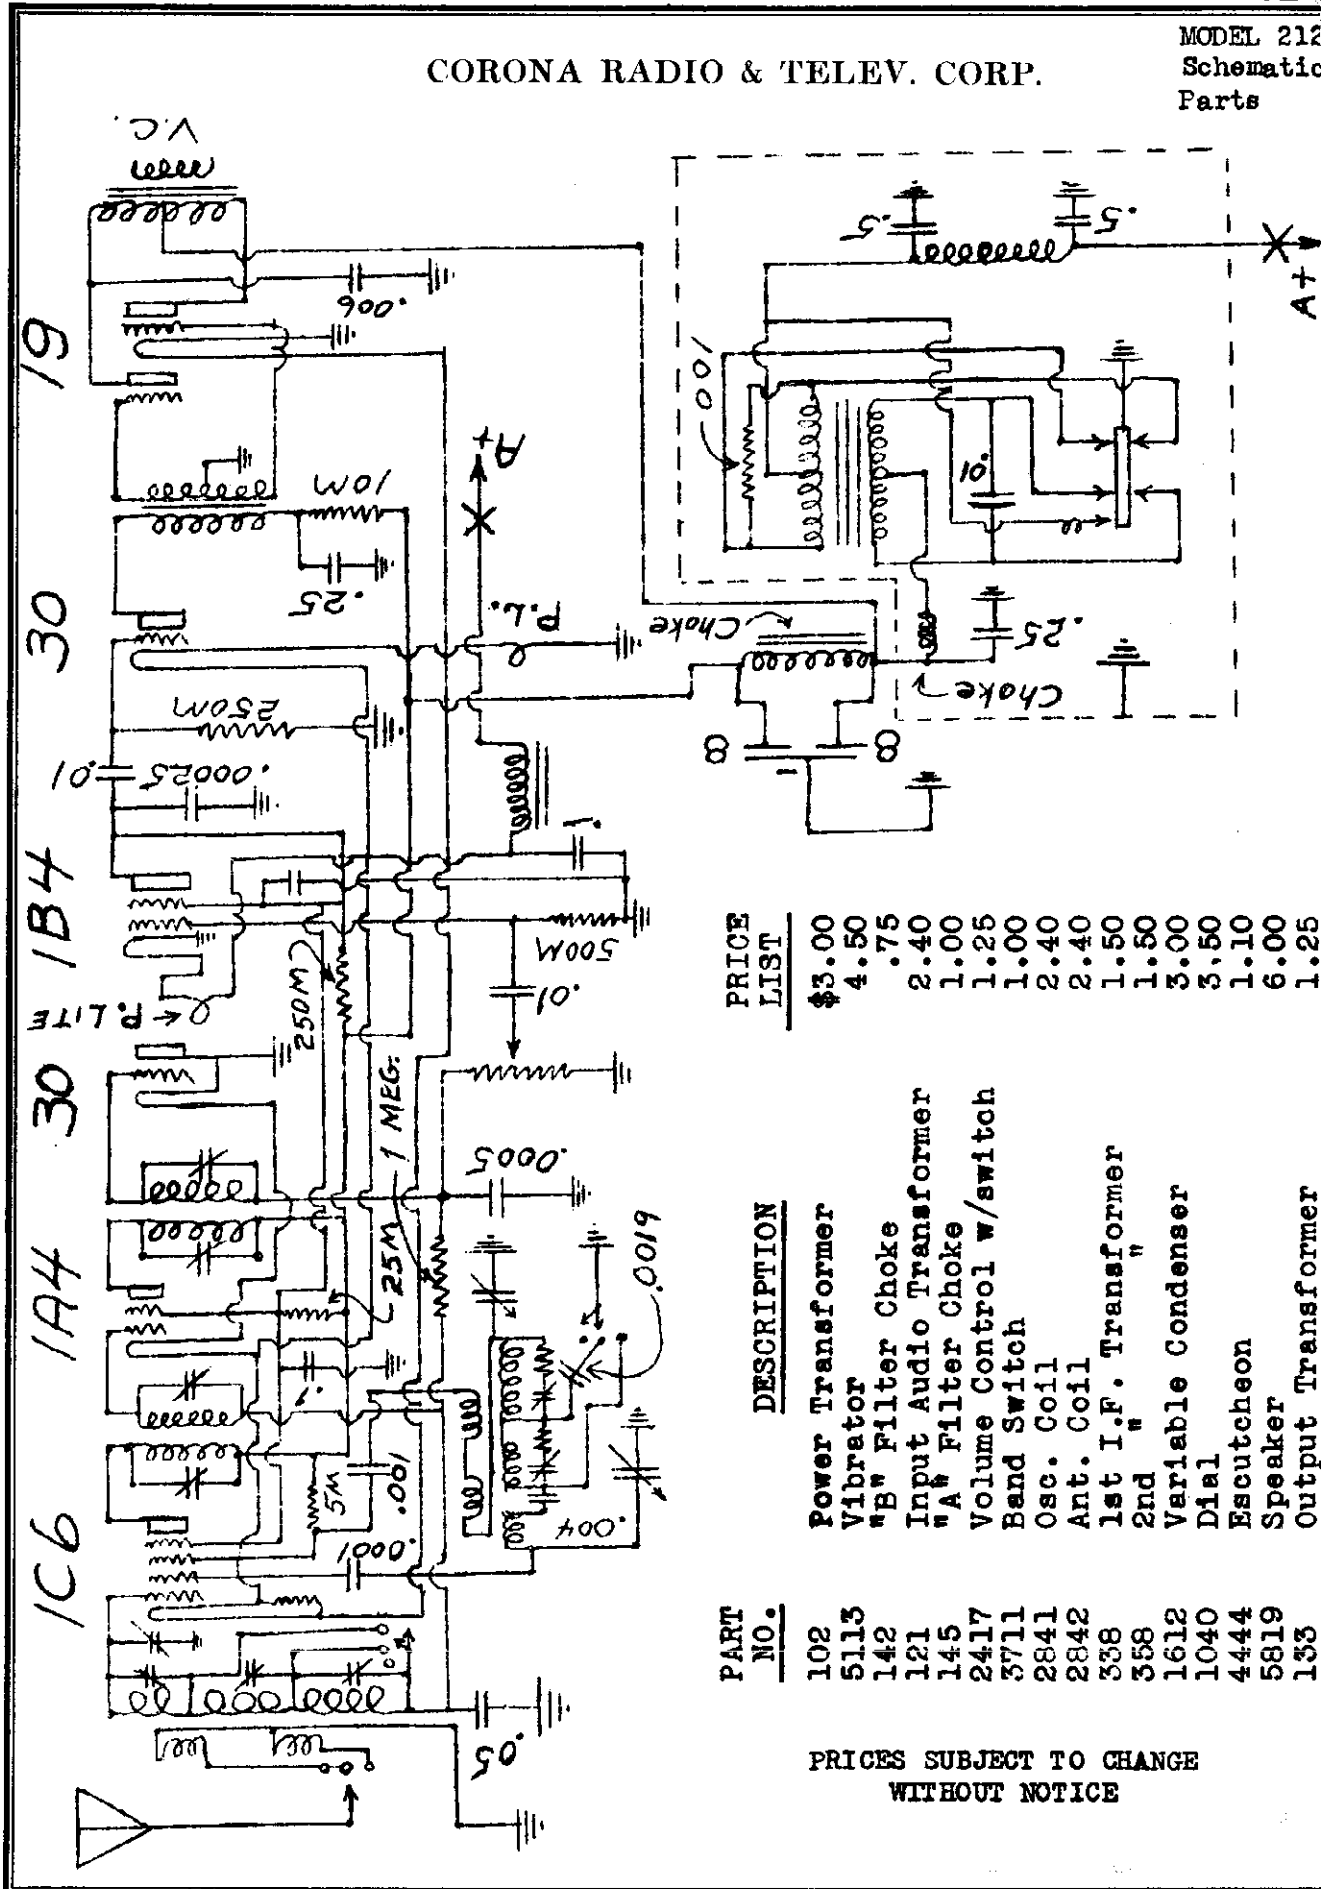 MODEL 212
Schematic
Parts
CORONA RADIO & TELEV. CORP.
1C6 1A4 30 1B4 30 19
V.C.
.006
10M
.25
A+
P.L.
250M
.01
.00025
.1
500M
.01
P. LITE
250M
1 MEG.
25M
.0005
.0019
.1
5M
.001
.0001
.004
.05
.5
.5
A+
100
.01
Choke
Choke
.25
8
8
PART NO. DESCRIPTION PRICE LIST
102 Power Transformer $3.00
5113 Vibrator 4.50
142 "B" Filter Choke .75
121 Input Audio Transformer 2.40
145 "A" Filter Choke 1.00
2417 Volume Control w/switch 1.25
3711 Band Switch 1.00
2841 Osc. Coil 2.40
2842 Ant. Coil 2.40
338 1st I.F. Transformer 1.50
358 2nd " " 1.50
1612 Variable Condenser 3.00
1040 Dial 3.50
4444 Escutcheon 1.10
5819 Speaker 6.00
133 Output Transformer 1.25
PRICES SUBJECT TO CHANGE
WITHOUT NOTICE